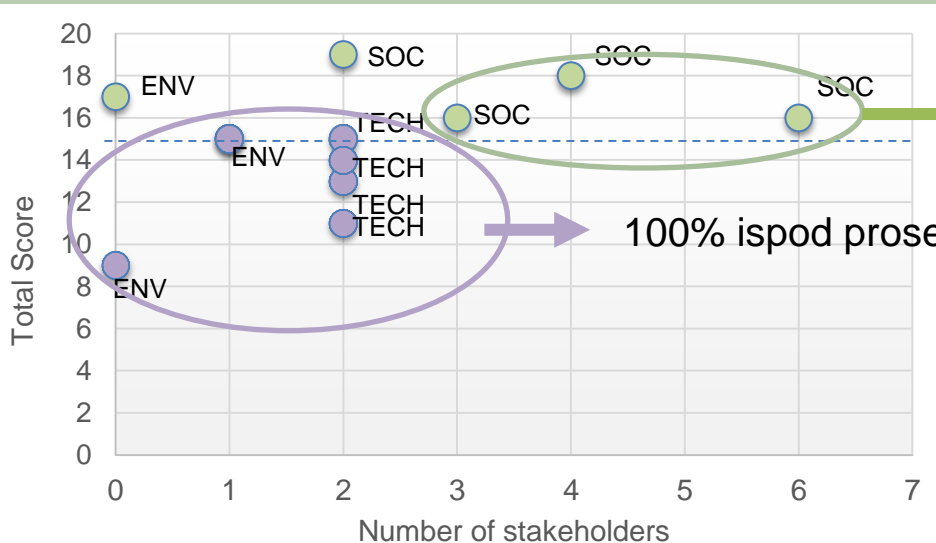 20
18
16
14
12
10
8
6
4
2
0
Total Score
ENV
SOC
SOC
SOC
SOC
TECH
ENV
TECH
TECH
TECH
ENV
100% ispod prose
0 1 2 3 4 5 6 7
Number of stakeholders